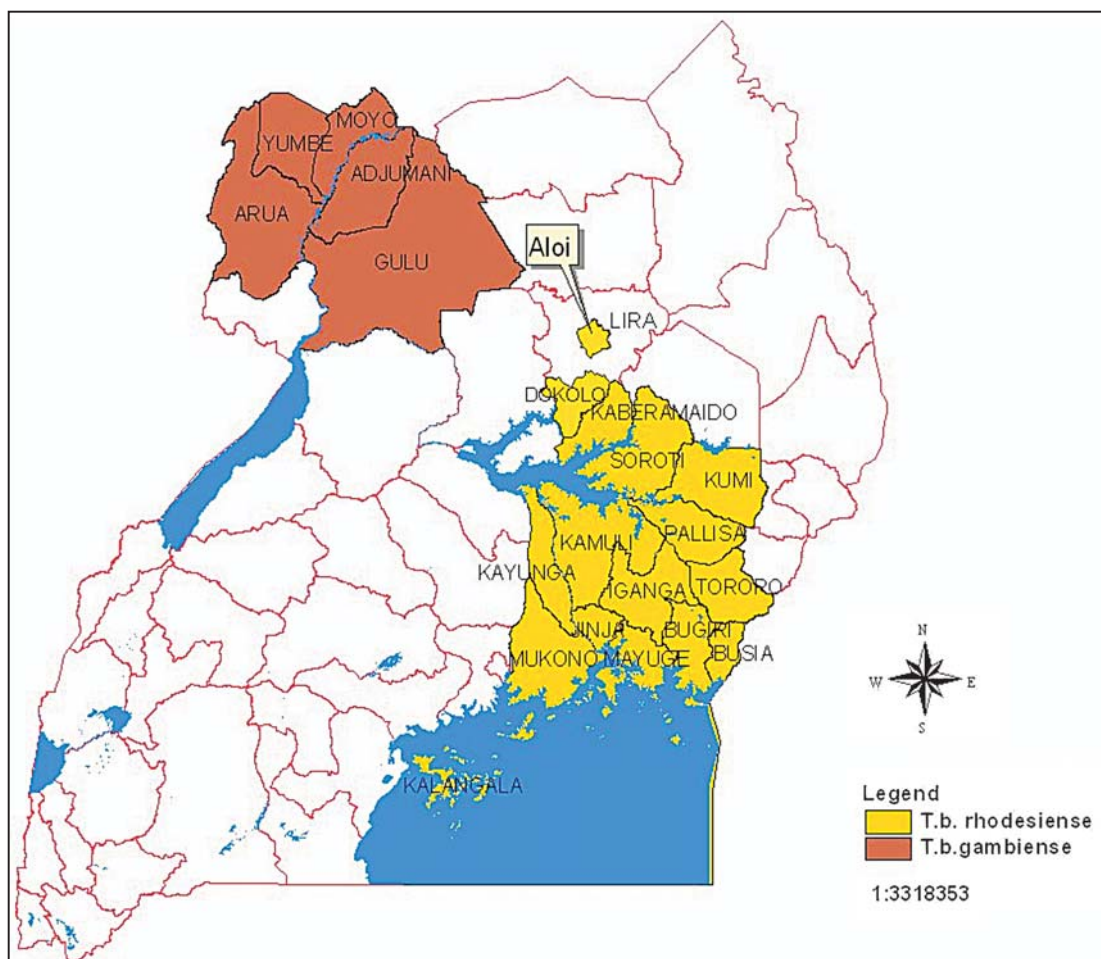 MOYO
YUMBE
ADJUMANI
ARUA
GULU
Aloi
LIRA
DOKOLO
KABERAMAIDO
SOROTI
KUMI
PALLISA
KAMULI
KAYUNGA
IGANGA
TORORO
JINJA
BUGIRI
BUSIA
MUKONO
MAYUGE
KALANGALA
N
W
E
S
Legend
T.b. rhodesiense
T.b.gambiense
1:3318353